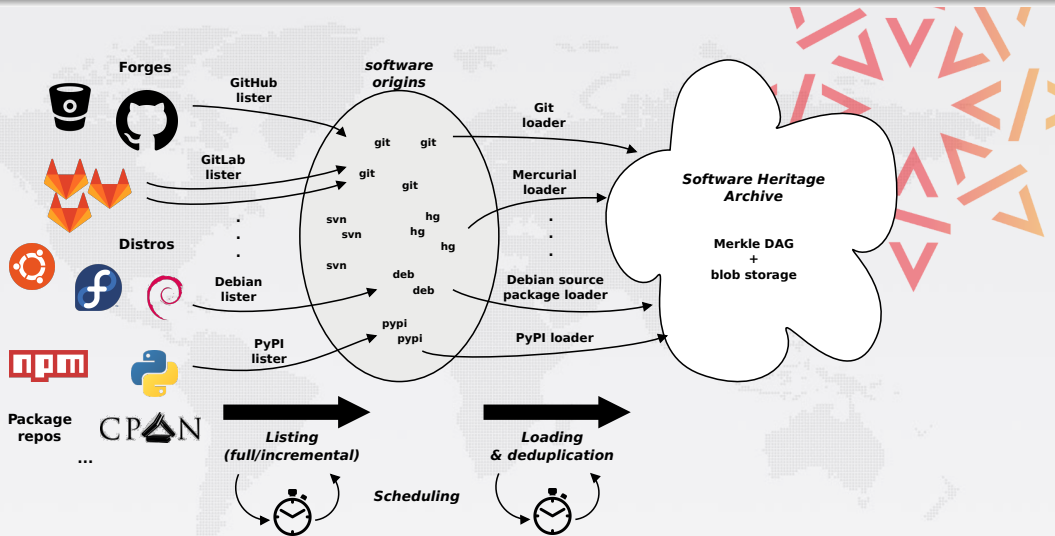 Forges
GitHub
lister
GitLab
lister
.
.
.
Distros
Debian
lister
PyPI
lister
npm
CPAN
Package
repos
...
software
origins
git
git
git
git
svn
svn
svn
hg
hg
hg
deb
deb
pypi
pypi
Git
loader
Mercurial
loader
.
.
.
Debian source
package loader
PyPI loader
Software Heritage
Archive
Merkle DAG
+
blob storage
Listing
(full/incremental)
Loading
& deduplication
Scheduling